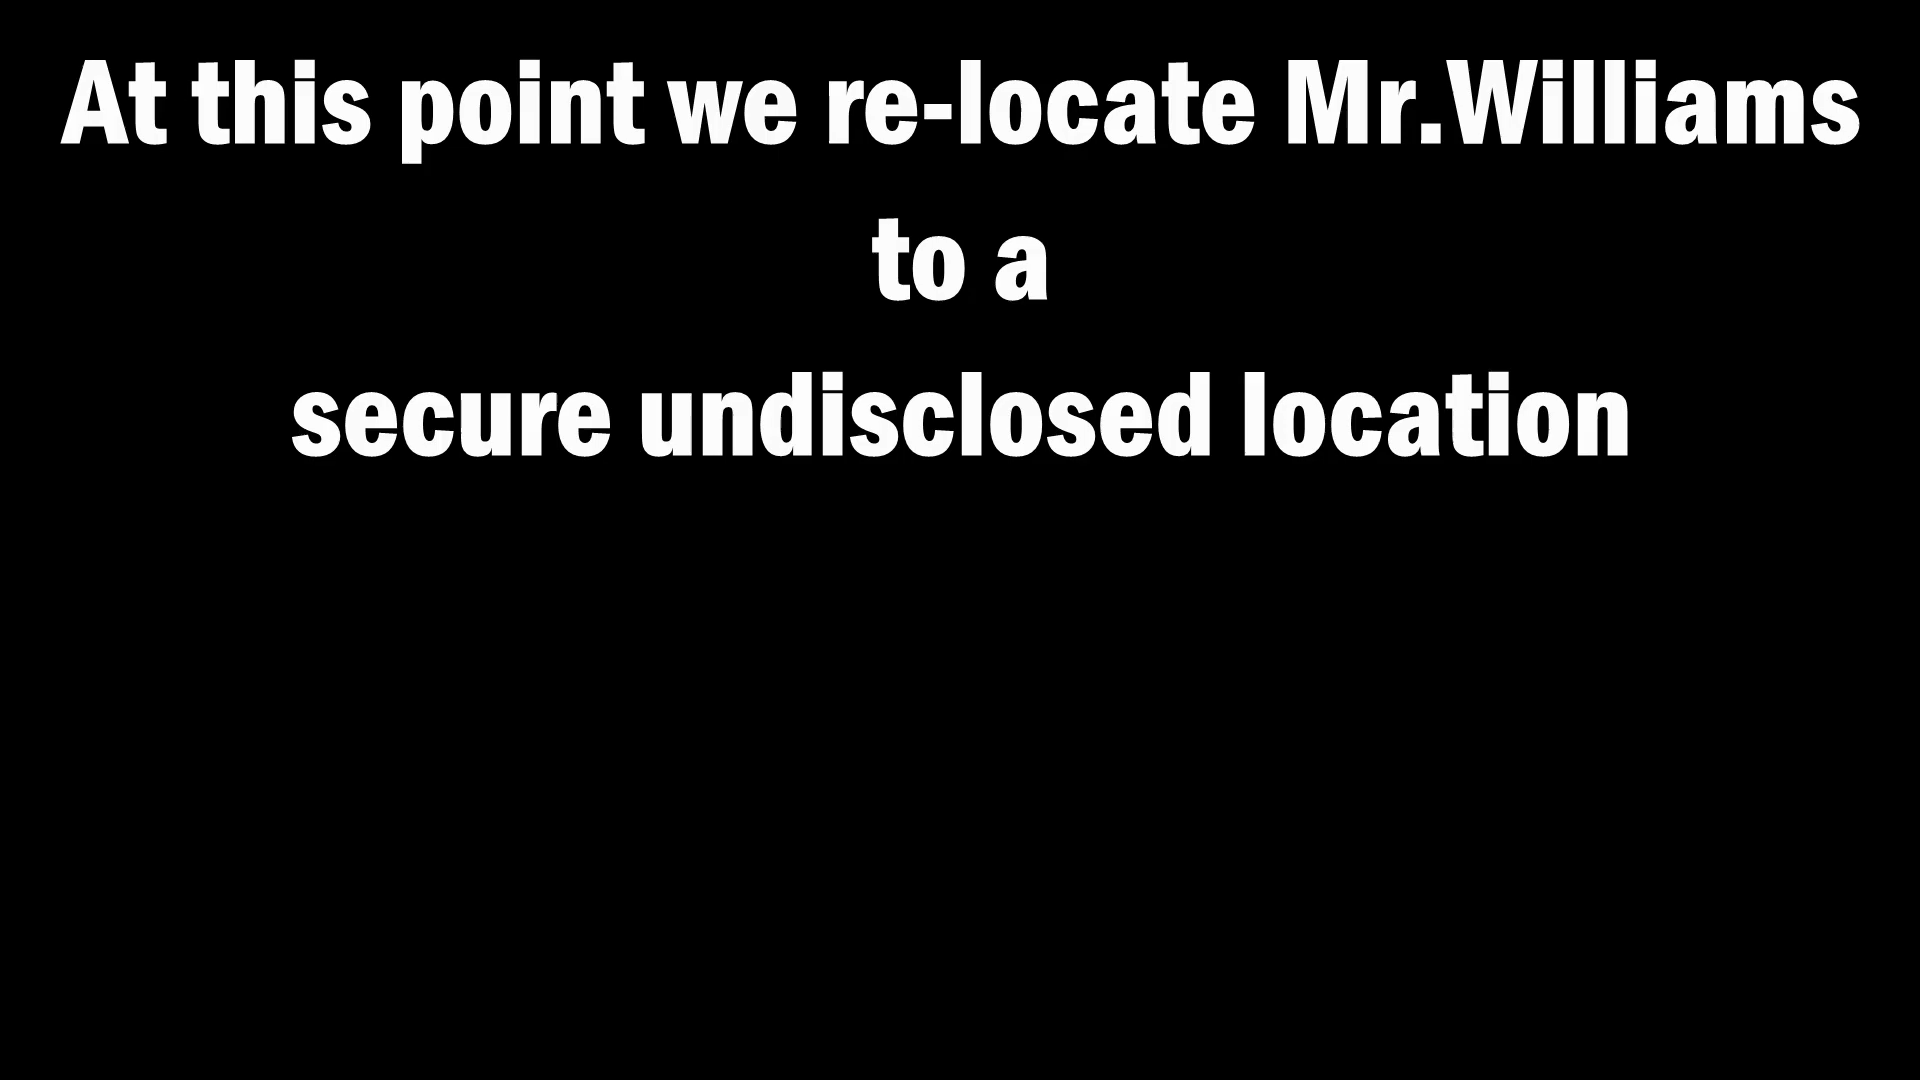 At this point we re-locate Mr.Williams
to a
secure undisclosed location